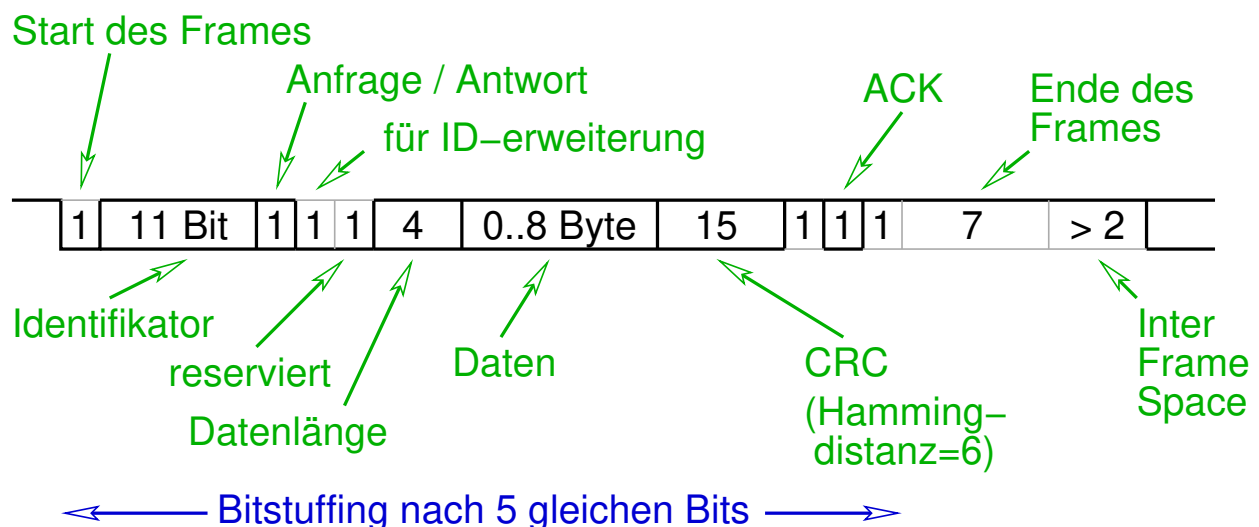 Start des Frames
Anfrage / Antwort
ACK
Ende des
Frames
für ID−erweiterung
1 11 Bit 1 1 1 4 0..8 Byte 15 1 1 1 7 > 2
Identifikator
reserviert
Datenlänge
Daten
CRC
(Hamming−
distanz=6)
Inter
Frame
Space
Bitstuffing nach 5 gleichen Bits